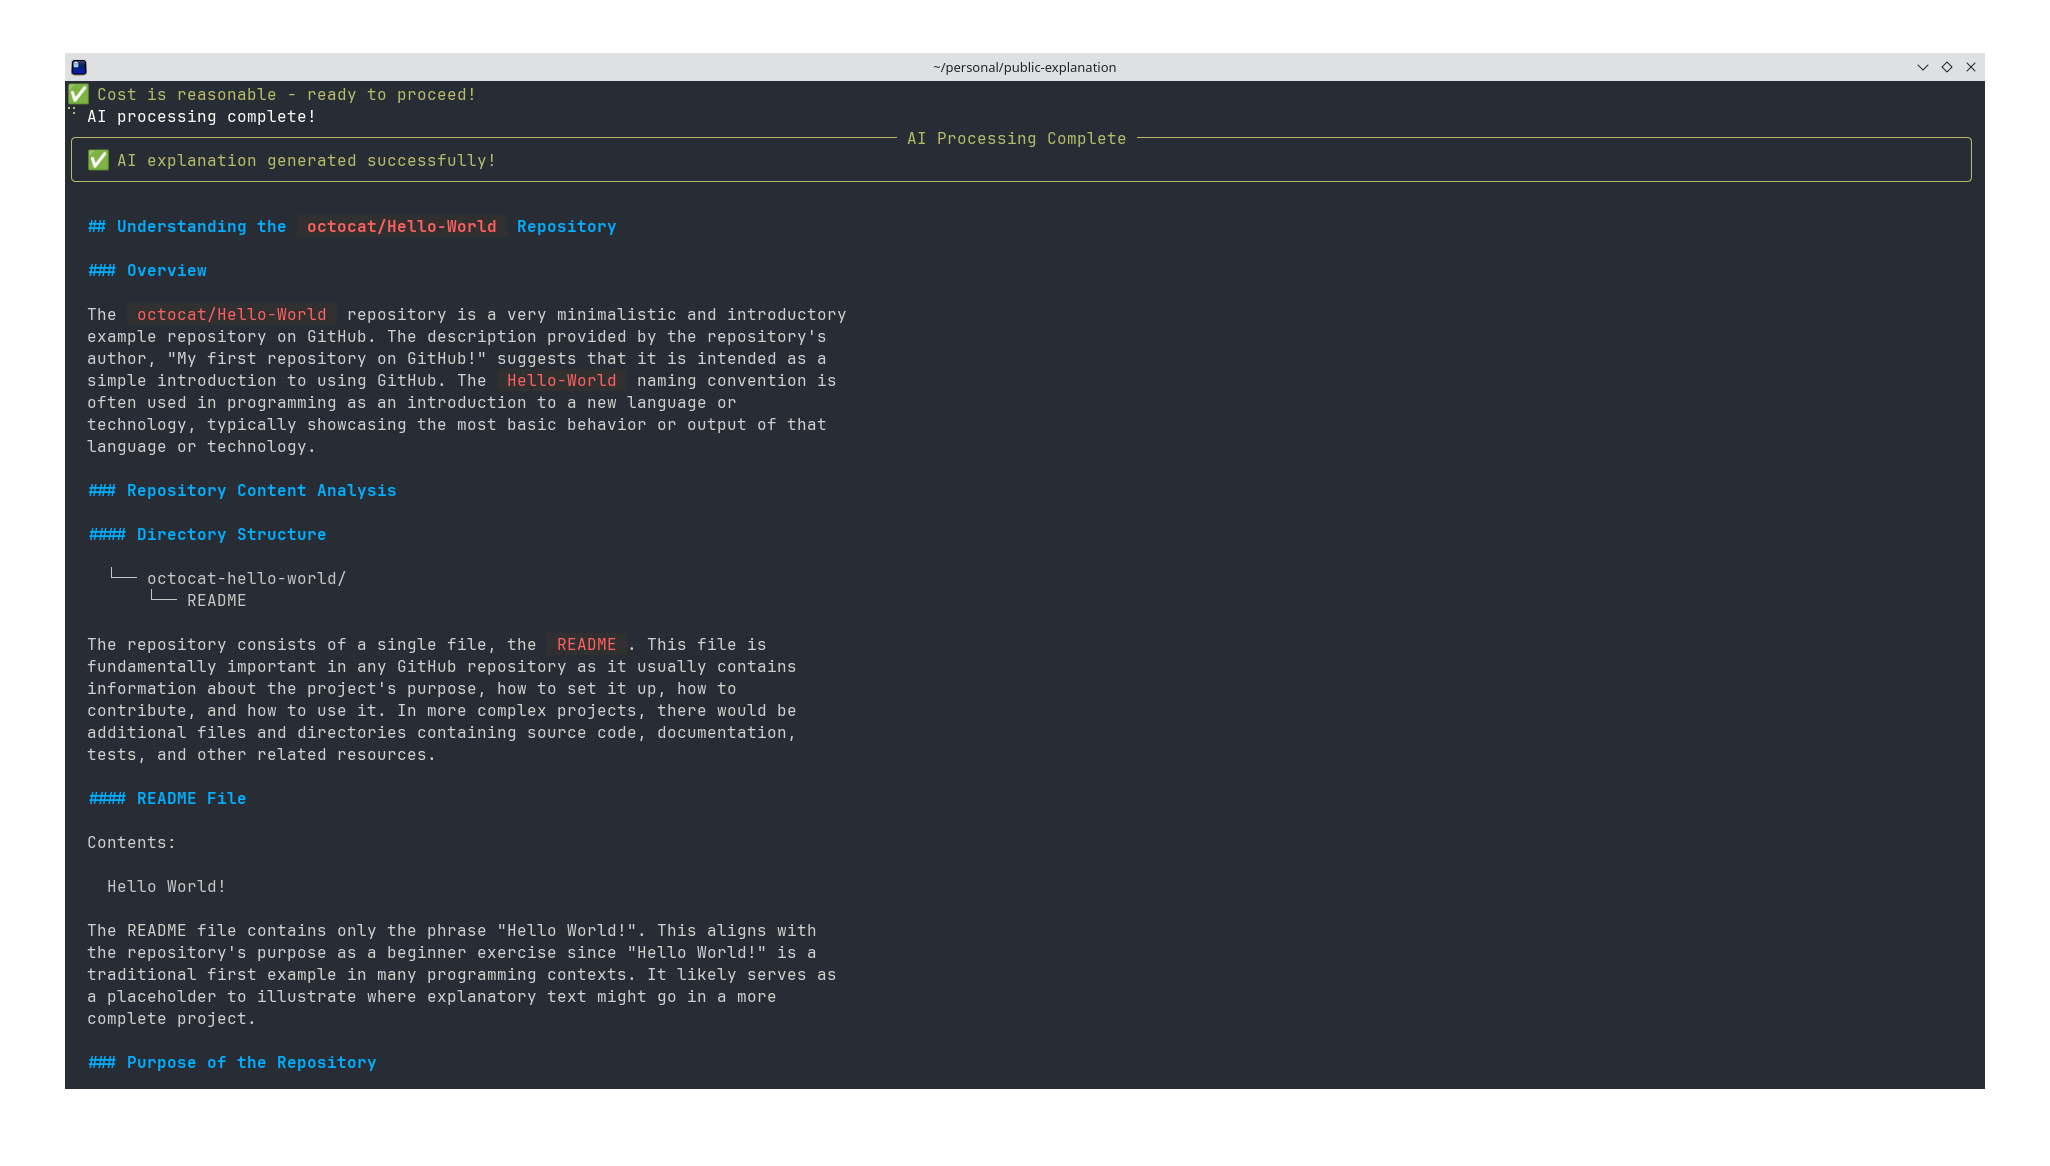 ~/personal/public-explanation
✅ Cost is reasonable - ready to proceed!
AI processing complete!
AI Processing Complete
✅ AI explanation generated successfully!
## Understanding the octocat/Hello-World Repository
### Overview
The octocat/Hello-World repository is a very minimalistic and introductory
example repository on GitHub. The description provided by the repository's
author, "My first repository on GitHub!" suggests that it is intended as a
simple introduction to using GitHub. The Hello-World naming convention is
often used in programming as an introduction to a new language or
technology, typically showcasing the most basic behavior or output of that
language or technology.
### Repository Content Analysis
#### Directory Structure
└── octocat-hello-world/
└── README
The repository consists of a single file, the README . This file is
fundamentally important in any GitHub repository as it usually contains
information about the project's purpose, how to set it up, how to
contribute, and how to use it. In more complex projects, there would be
additional files and directories containing source code, documentation,
tests, and other related resources.
#### README File
Contents:
Hello World!
The README file contains only the phrase "Hello World!". This aligns with
the repository's purpose as a beginner exercise since "Hello World!" is a
traditional first example in many programming contexts. It likely serves as
a placeholder to illustrate where explanatory text might go in a more
complete project.
### Purpose of the Repository